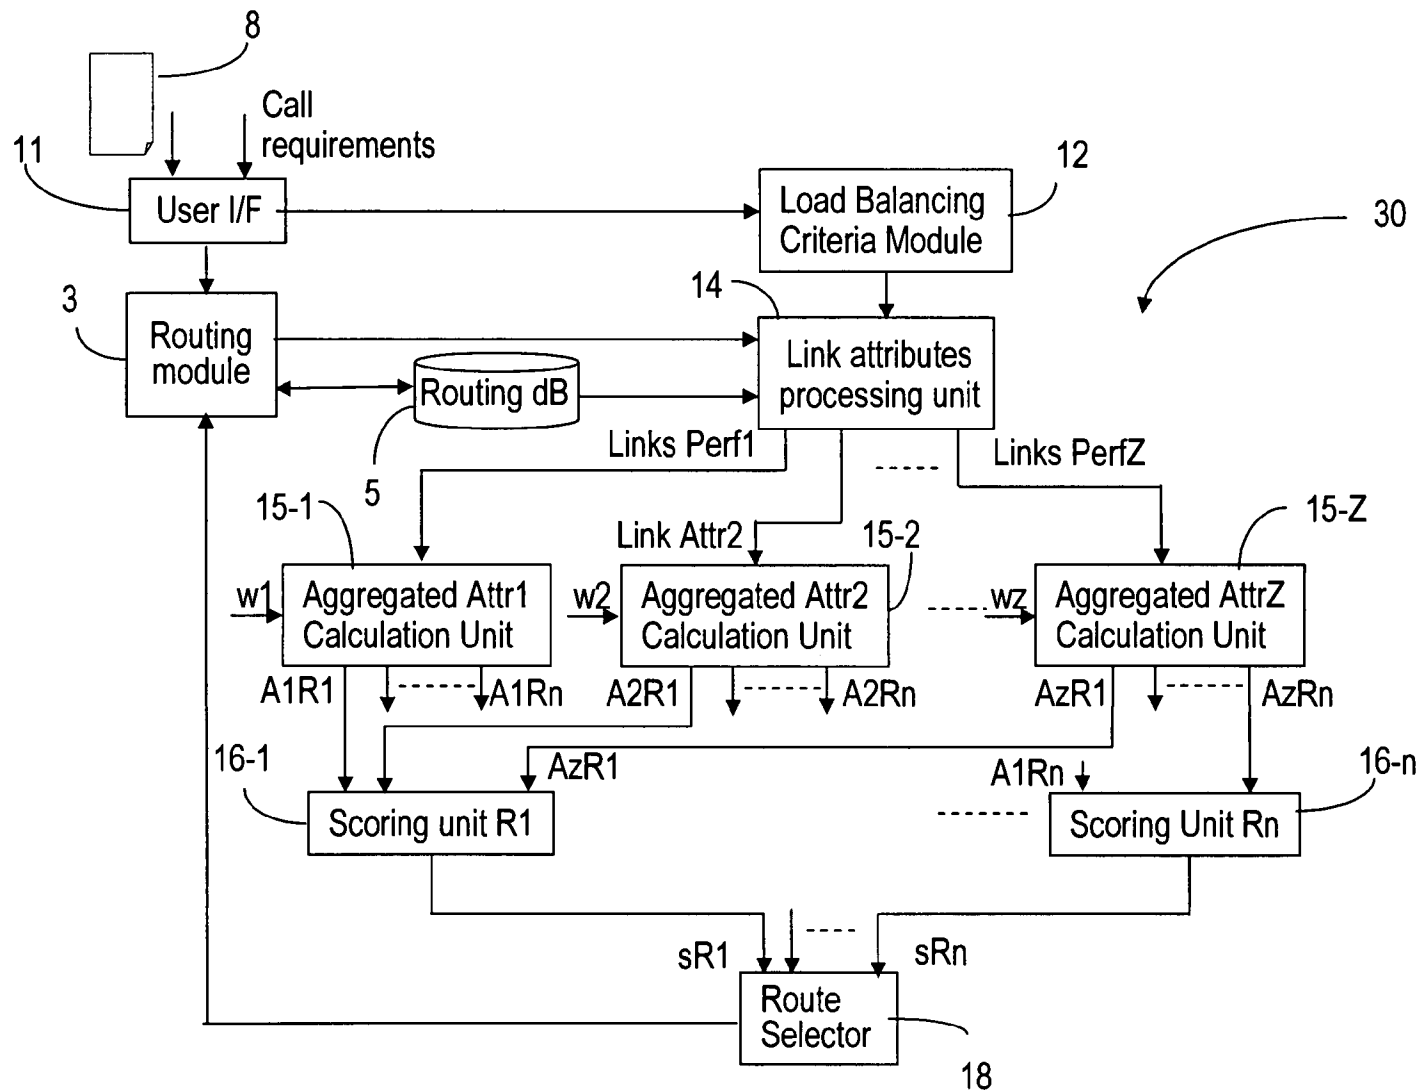 8
Call
requirements
11
User I/F
12
Load Balancing
Criteria Module
30
14
3
Routing
module
Link attributes
processing unit
Routing dB
5
Links Perf1
Links PerfZ
15-1
Link Attr2
15-2
15-Z
w1
Aggregated Attr1
Calculation Unit
w2
Aggregated Attr2
Calculation Unit
wz
Aggregated AttrZ
Calculation Unit
A1R1
A1Rn
A2R1
A2Rn
AzR1
AzRn
16-1
AzR1
A1Rn
16-n
Scoring unit R1
Scoring Unit Rn
sR1
sRn
Route
Selector
18